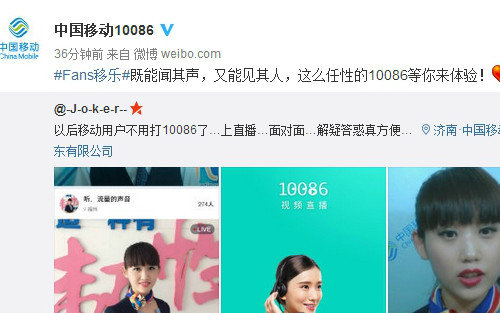 中国移动10086
中国移动
China Mobile
36分钟前 来自 微博 weibo.com
#Fans移乐#既能闻其声，又能见其人，这么任性的10086等你来体验！
@-J-o-k-e-r--
以后移动用户不用打10086了...上直播...面对面...解疑答惑真方便... 济南·中国移
东有限公司
听，流量的声音
274人
LIVE
10086
视频直播